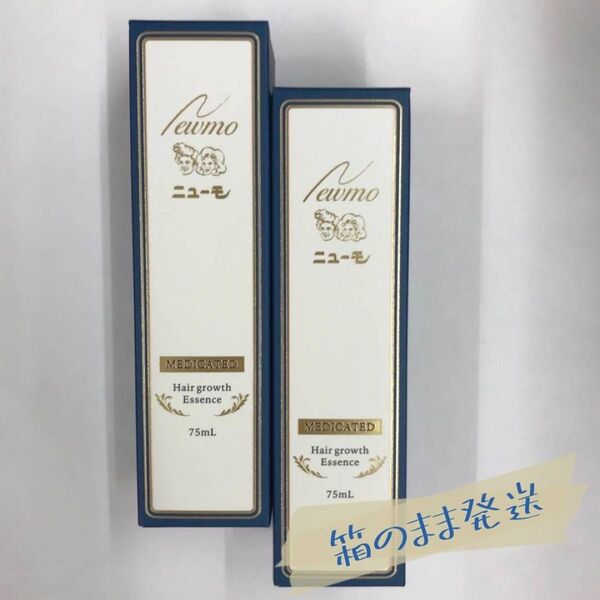 Newmo
ニューモ
MEDICATED
Hair growth
Essence
75mL
Newmo
ニューモ
MEDICATED
Hair growth
Essence
75mL
箱のまま発送